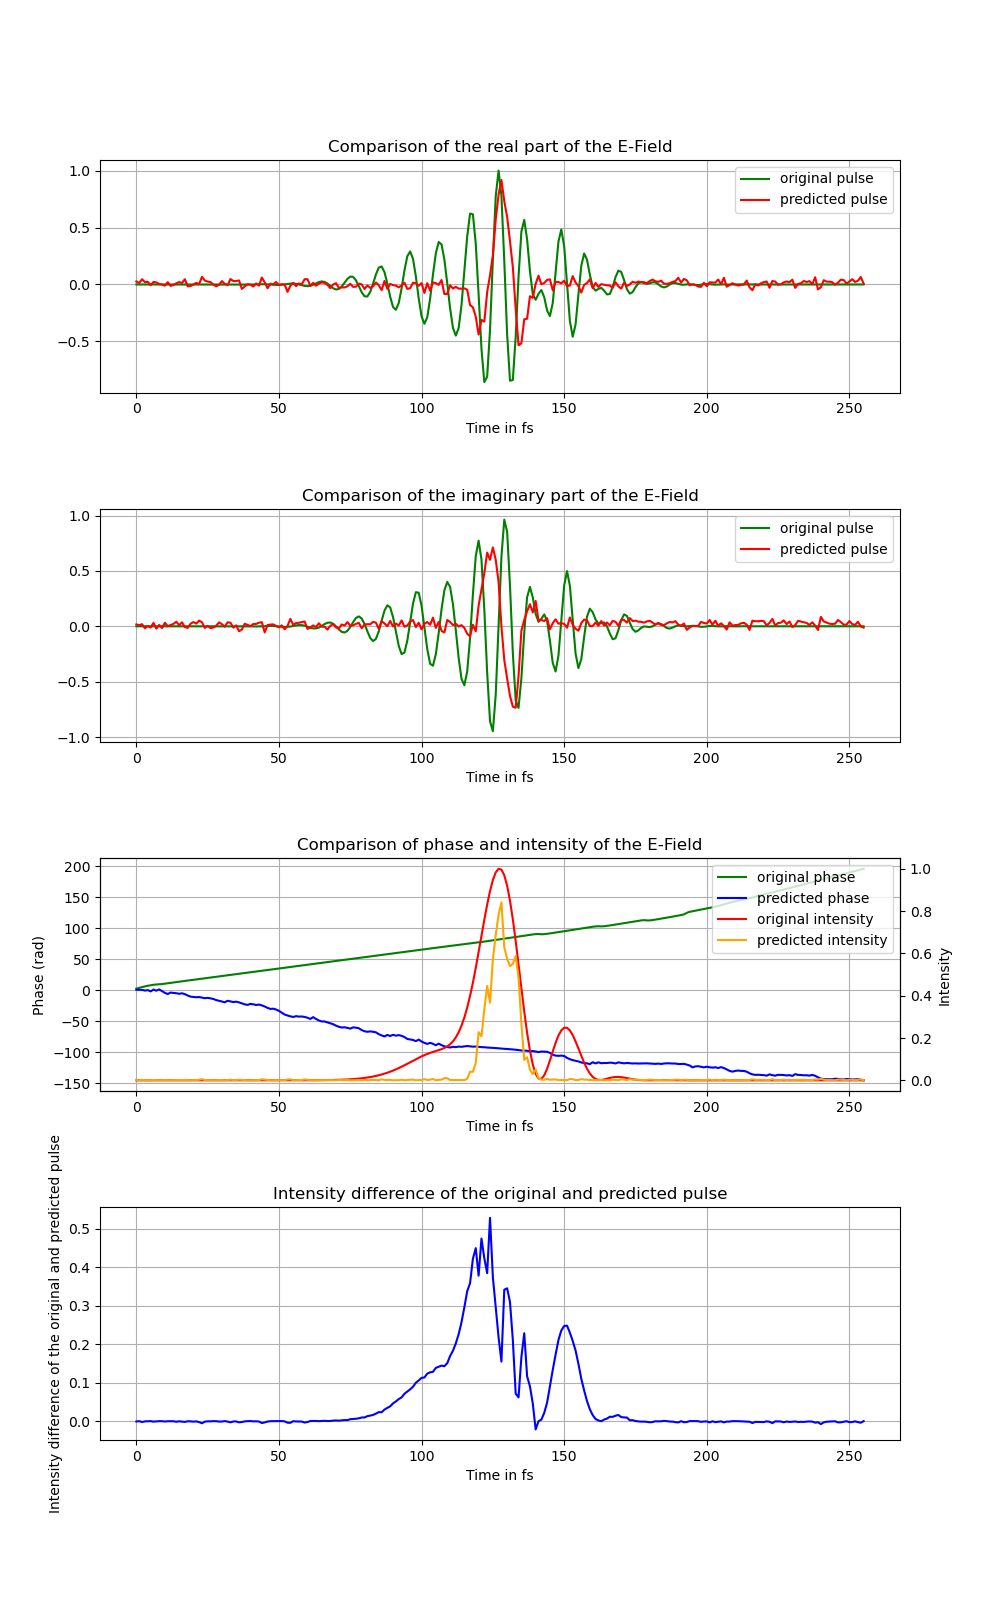 Comparison of the real part of the E-Field
1.0
0.5
0.0
−0.5
original pulse
predicted pulse
0 50 100 150 200 250
Time in fs
Comparison of the imaginary part of the E-Field
1.0
0.5
0.0
−0.5
−1.0
original pulse
predicted pulse
0 50 100 150 200 250
Time in fs
Comparison of phase and intensity of the E-Field
Phase (rad)
200
150
100
50
0
−50
−100
−150
original phase
predicted phase
original intensity
predicted intensity
1.0
0.8
0.6
0.4
0.2
0.0
Intensity
0 50 100 150 200 250
Time in fs
Intensity difference of the original and predicted pulse
Intensity difference of the original and predicted pulse
0.5
0.4
0.3
0.2
0.1
0.0
0 50 100 150 200 250
Time in fs